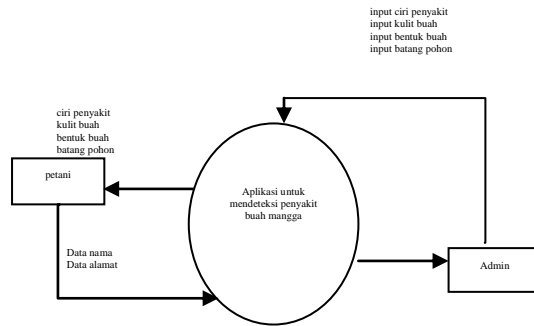 input ciri penyakit
input kulit buah
input bentuk buah
input batang pohon
ciri penyakit
kulit buah
bentuk buah
batang pohon
petani
Aplikasi untuk
mendeteksi penyakit
buah mangga
Data nama
Data alamat
Admin